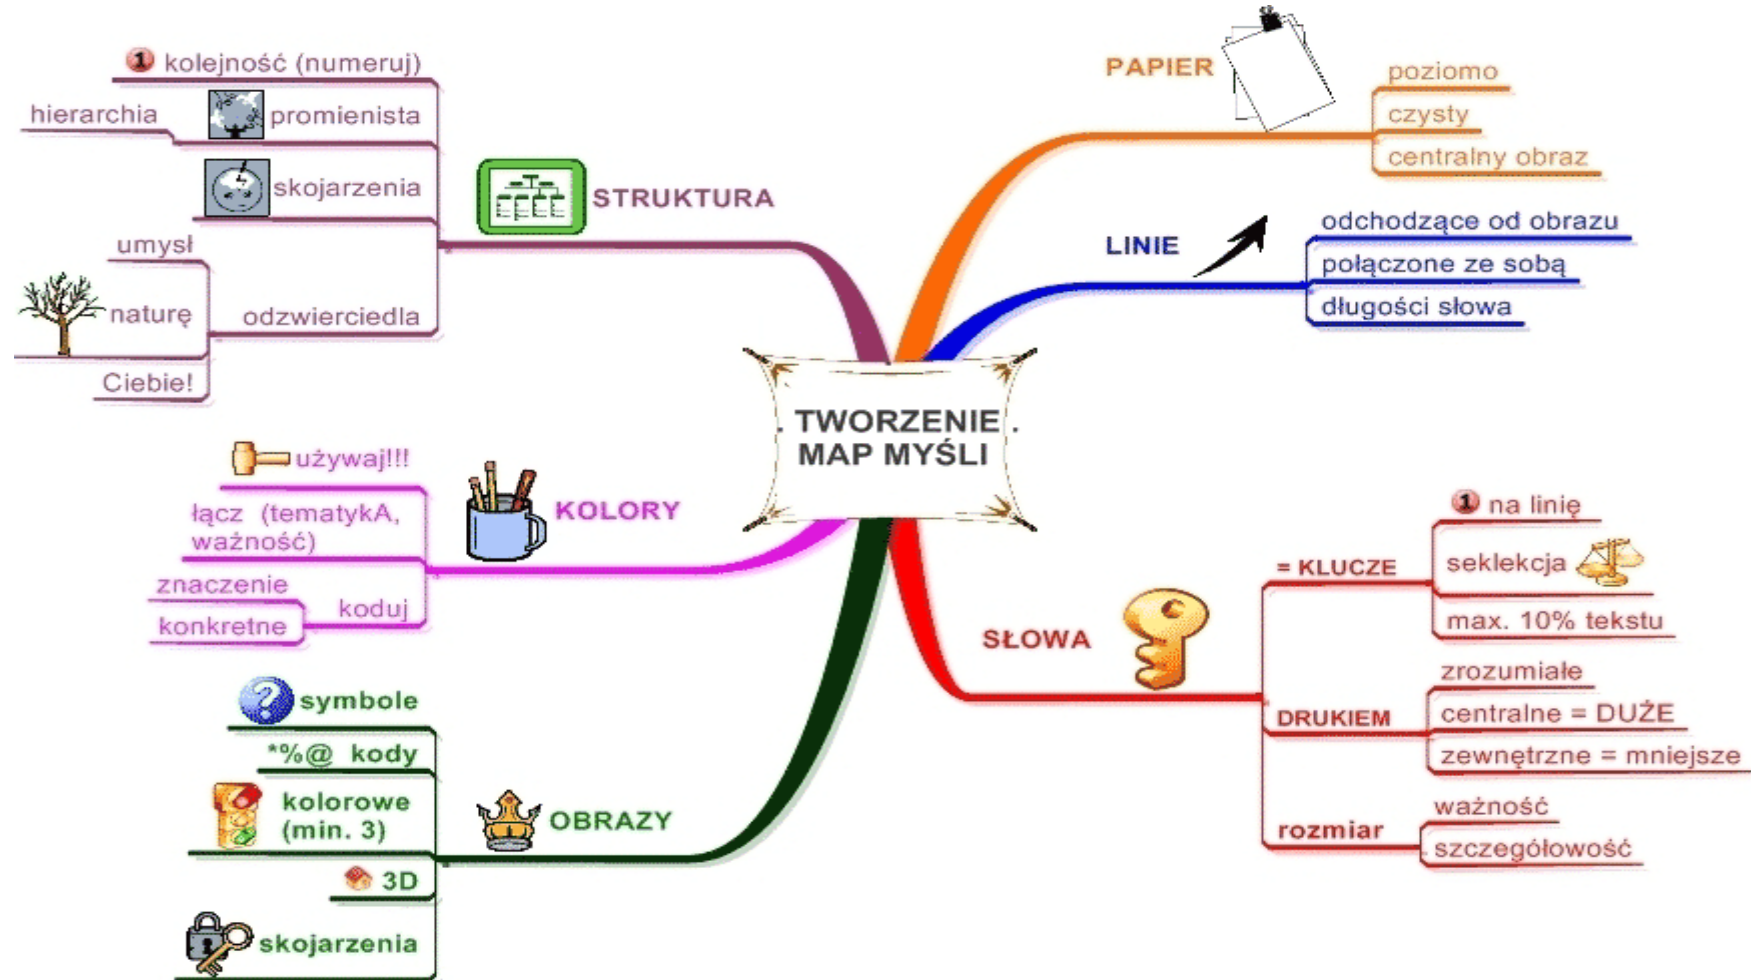 TWORZENIE
MAP MYŚLI
PAPIER
poziomo
czysty
centralny obraz
LINIE
odchodzące od obrazu
połączone ze sobą
długości słowa
SŁOWA
= KLUCZE
1 na linię
seklekcja
max. 10% tekstu
DRUKIEM
zrozumiałe
centralne = DUŻE
zewnętrzne = mniejsze
rozmiar
ważność
szczegółowość
OBRAZY
? symbole
*%@ kody
kolorowe
(min. 3)
3D
skojarzenia
KOLORY
używaj!!!
łącz (tematykA,
ważność)
koduj
znaczenie
konkretne
STRUKTURA
1 kolejność (numeruj)
promienista
hierarchia
skojarzenia
odzwierciedla
umysł
naturę
Ciebie!